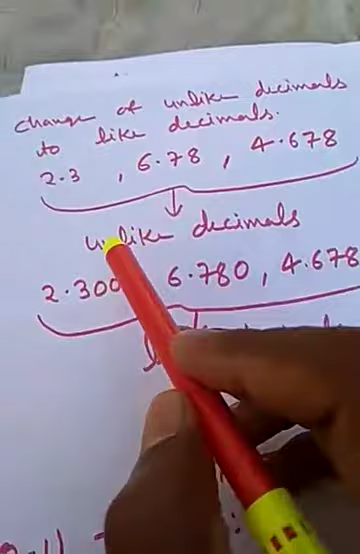 change of unlike decimals
to like decimals.
2.3 , 6.78 , 4.678
unlike decimals
2.300 6.780 , 4.678